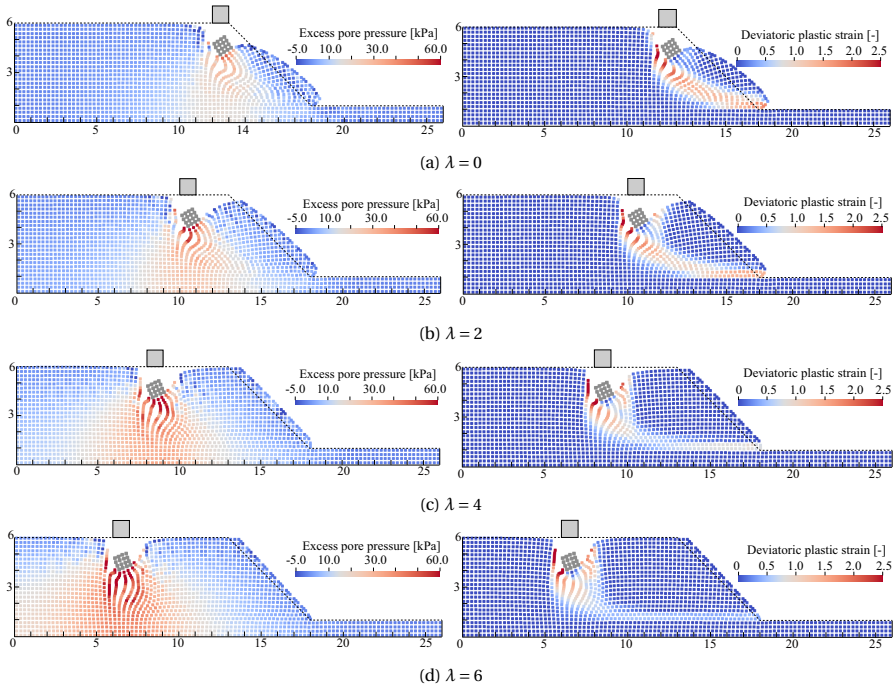 Excess pore pressure [kPa]
-5.0 10.0 30.0 60.0
6
3
0 5 10 14 20 25
Deviatoric plastic strain [-]
0 0.5 1.0 1.5 2.5
6
3
0 5 10 15 20 25
(a) λ = 0
Excess pore pressure [kPa]
-5.0 10.0 30.0 60.0
6
3
0 5 10 15 20 25
Deviatoric plastic strain [-]
0 0.5 1.0 1.5 2.5
6
3
0 5 10 15 20 25
(b) λ = 2
Excess pore pressure [kPa]
-5.0 10.0 30.0 60.0
6
3
0 5 10 15 20 25
Deviatoric plastic strain [-]
0 0.5 1.0 1.5 2.5
6
3
0 5 10 15 20 25
(c) λ = 4
Excess pore pressure [kPa]
-5.0 10.0 30.0 60.0
6
4
3
2
1
0 5 10 15 20 25
Deviatoric plastic strain [-]
0 0.5 1.0 1.5 2.5
6
4
2
0 5 10 15 20 25
(d) λ = 6